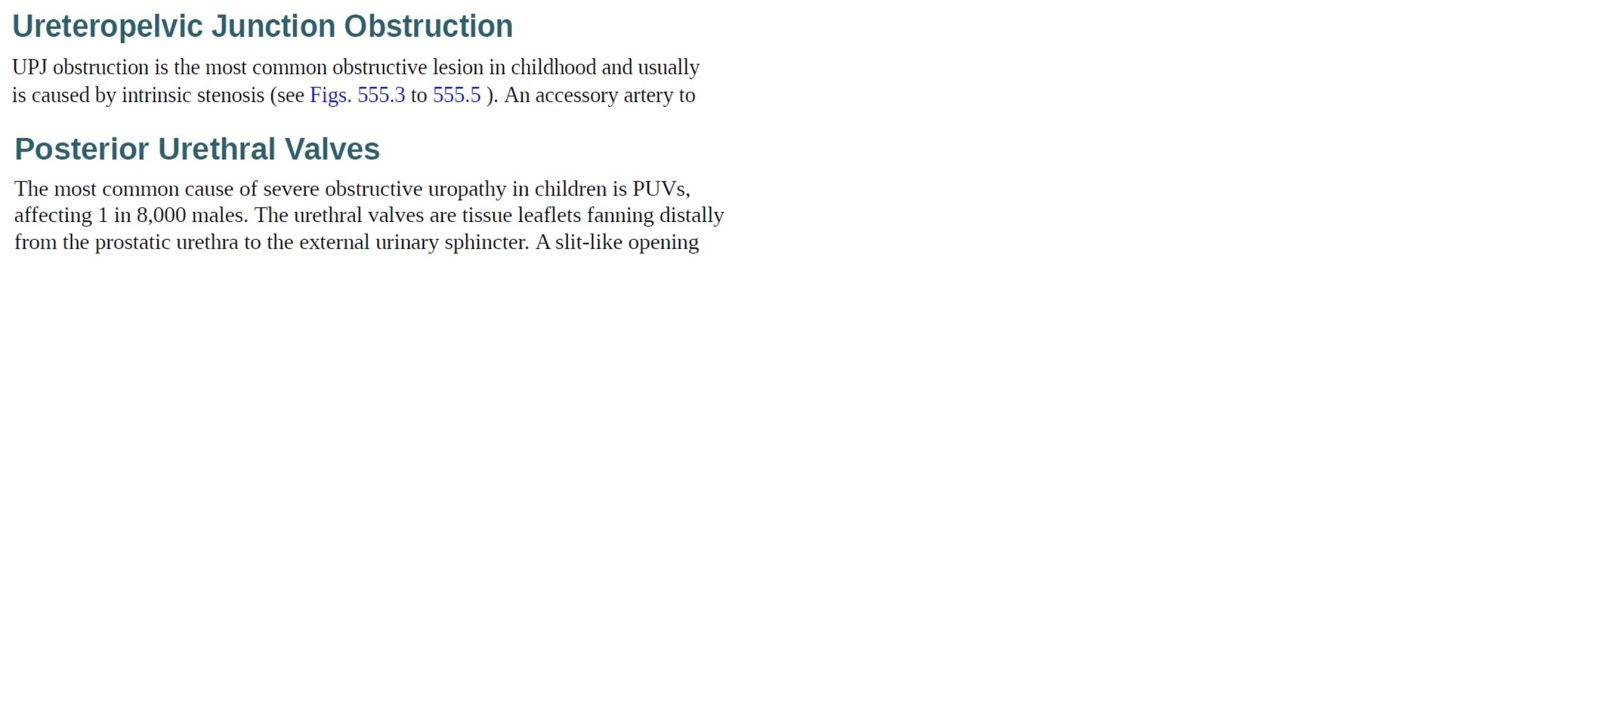 Ureteropelvic Junction Obstruction
UPJ obstruction is the most common obstructive lesion in childhood and usually
is caused by intrinsic stenosis (see Figs. 555.3 to 555.5 ). An accessory artery to
Posterior Urethral Valves
The most common cause of severe obstructive uropathy in children is PUVs,
affecting 1 in 8,000 males. The urethral valves are tissue leaflets fanning distally
from the prostatic urethra to the external urinary sphincter. A slit-like opening